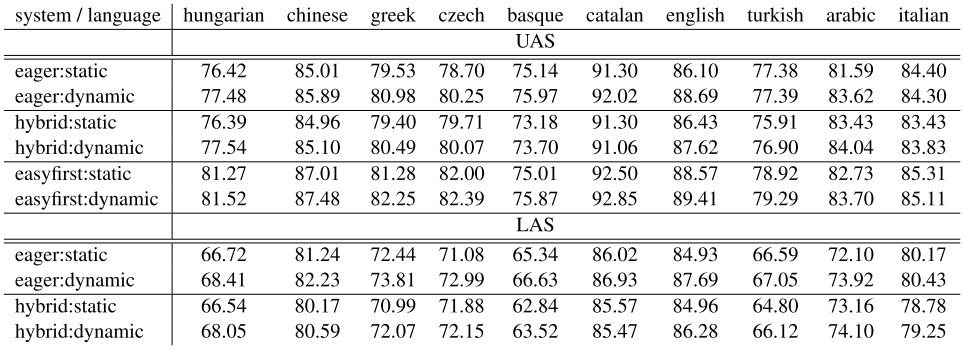 system / language hungarian chinese greek czech basque catalan english turkish arabic italian
UAS
eager:static 76.42 85.01 79.53 78.70 75.14 91.30 86.10 77.38 81.59 84.40
eager:dynamic 77.48 85.89 80.98 80.25 75.97 92.02 88.69 77.39 83.62 84.30
hybrid:static 76.39 84.96 79.40 79.71 73.18 91.30 86.43 75.91 83.43 83.43
hybrid:dynamic 77.54 85.10 80.49 80.07 73.70 91.06 87.62 76.90 84.04 83.83
easyfirst:static 81.27 87.01 81.28 82.00 75.01 92.50 88.57 78.92 82.73 85.31
easyfirst:dynamic 81.52 87.48 82.25 82.39 75.87 92.85 89.41 79.29 83.70 85.11
LAS
eager:static 66.72 81.24 72.44 71.08 65.34 86.02 84.93 66.59 72.10 80.17
eager:dynamic 68.41 82.23 73.81 72.99 66.63 86.93 87.69 67.05 73.92 80.43
hybrid:static 66.54 80.17 70.99 71.88 62.84 85.57 84.96 64.80 73.16 78.78
hybrid:dynamic 68.05 80.59 72.07 72.15 63.52 85.47 86.28 66.12 74.10 79.25